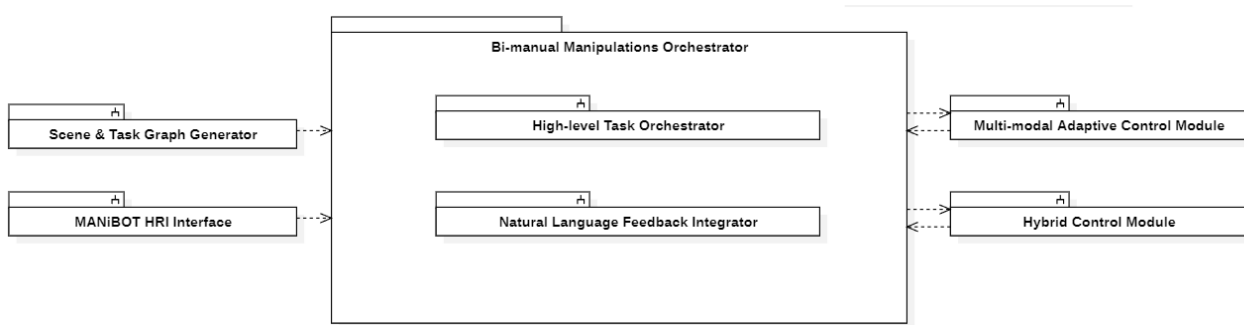 Bi-manual Manipulations Orchestrator
Scene & Task Graph Generator
High-level Task Orchestrator
Multi-modal Adaptive Control Module
MANiBOT HRI Interface
Natural Language Feedback Integrator
Hybrid Control Module